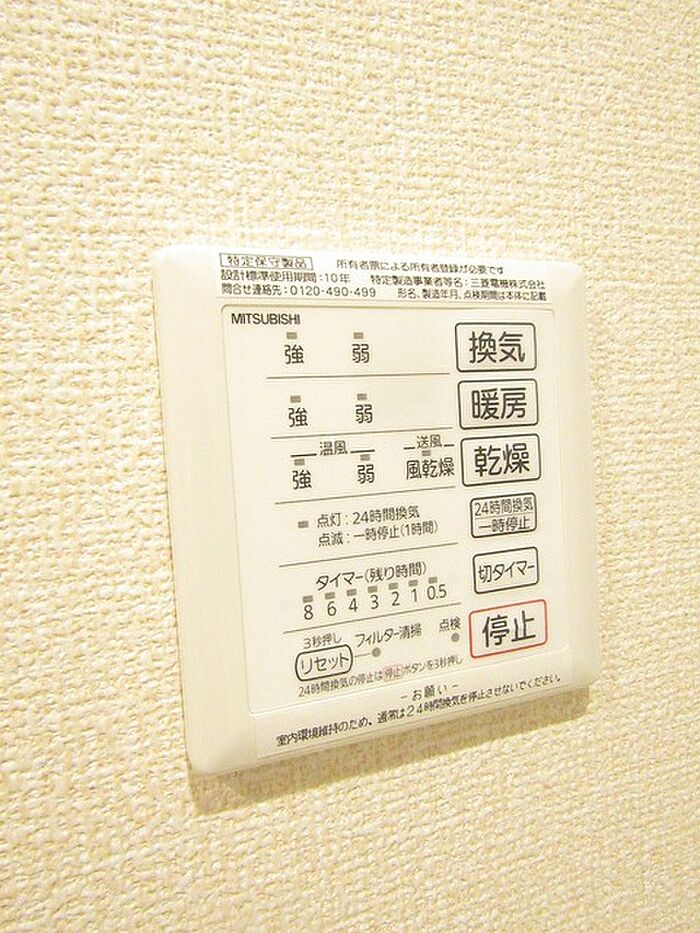 特定保守製品 所有者票による所有者登録が必要です
設計標準使用期間:10年 特定製造事業者等名:三菱電機株式会社
問合せ連絡先:0120-490-499 形名、製造年月、点検期間は本体に記載
MITSUBISHI
強 弱 換気
強 弱 暖房
温風 送風
強 弱 風乾燥 乾燥
点灯:24時間換気
点滅:一時停止(1時間)
24時間換気
一時停止
タイマー(残り時間)
8 6 4 3 2 1 0.5
切タイマー
3秒押し
リセット フィルター清掃 点検
停止
24時間換気の停止は停止ボタンを3秒押し
－お願い－
室内環境維持のため、通常は24時間換気を停止させないでください。